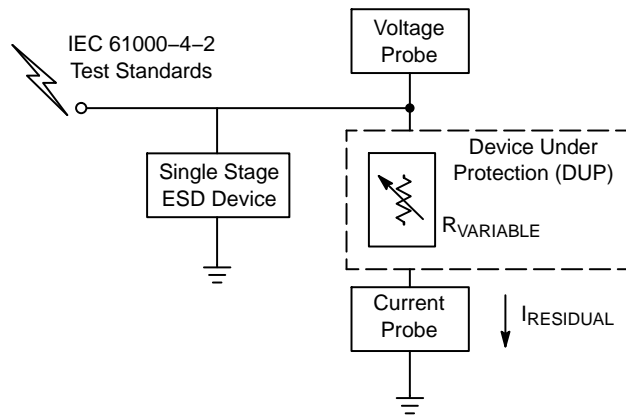 IEC 61000–4–2
Test Standards
Voltage
Probe
Single Stage
ESD Device
Device Under
Protection (DUP)
RVARIABLE
Current
Probe
IRESIDUAL